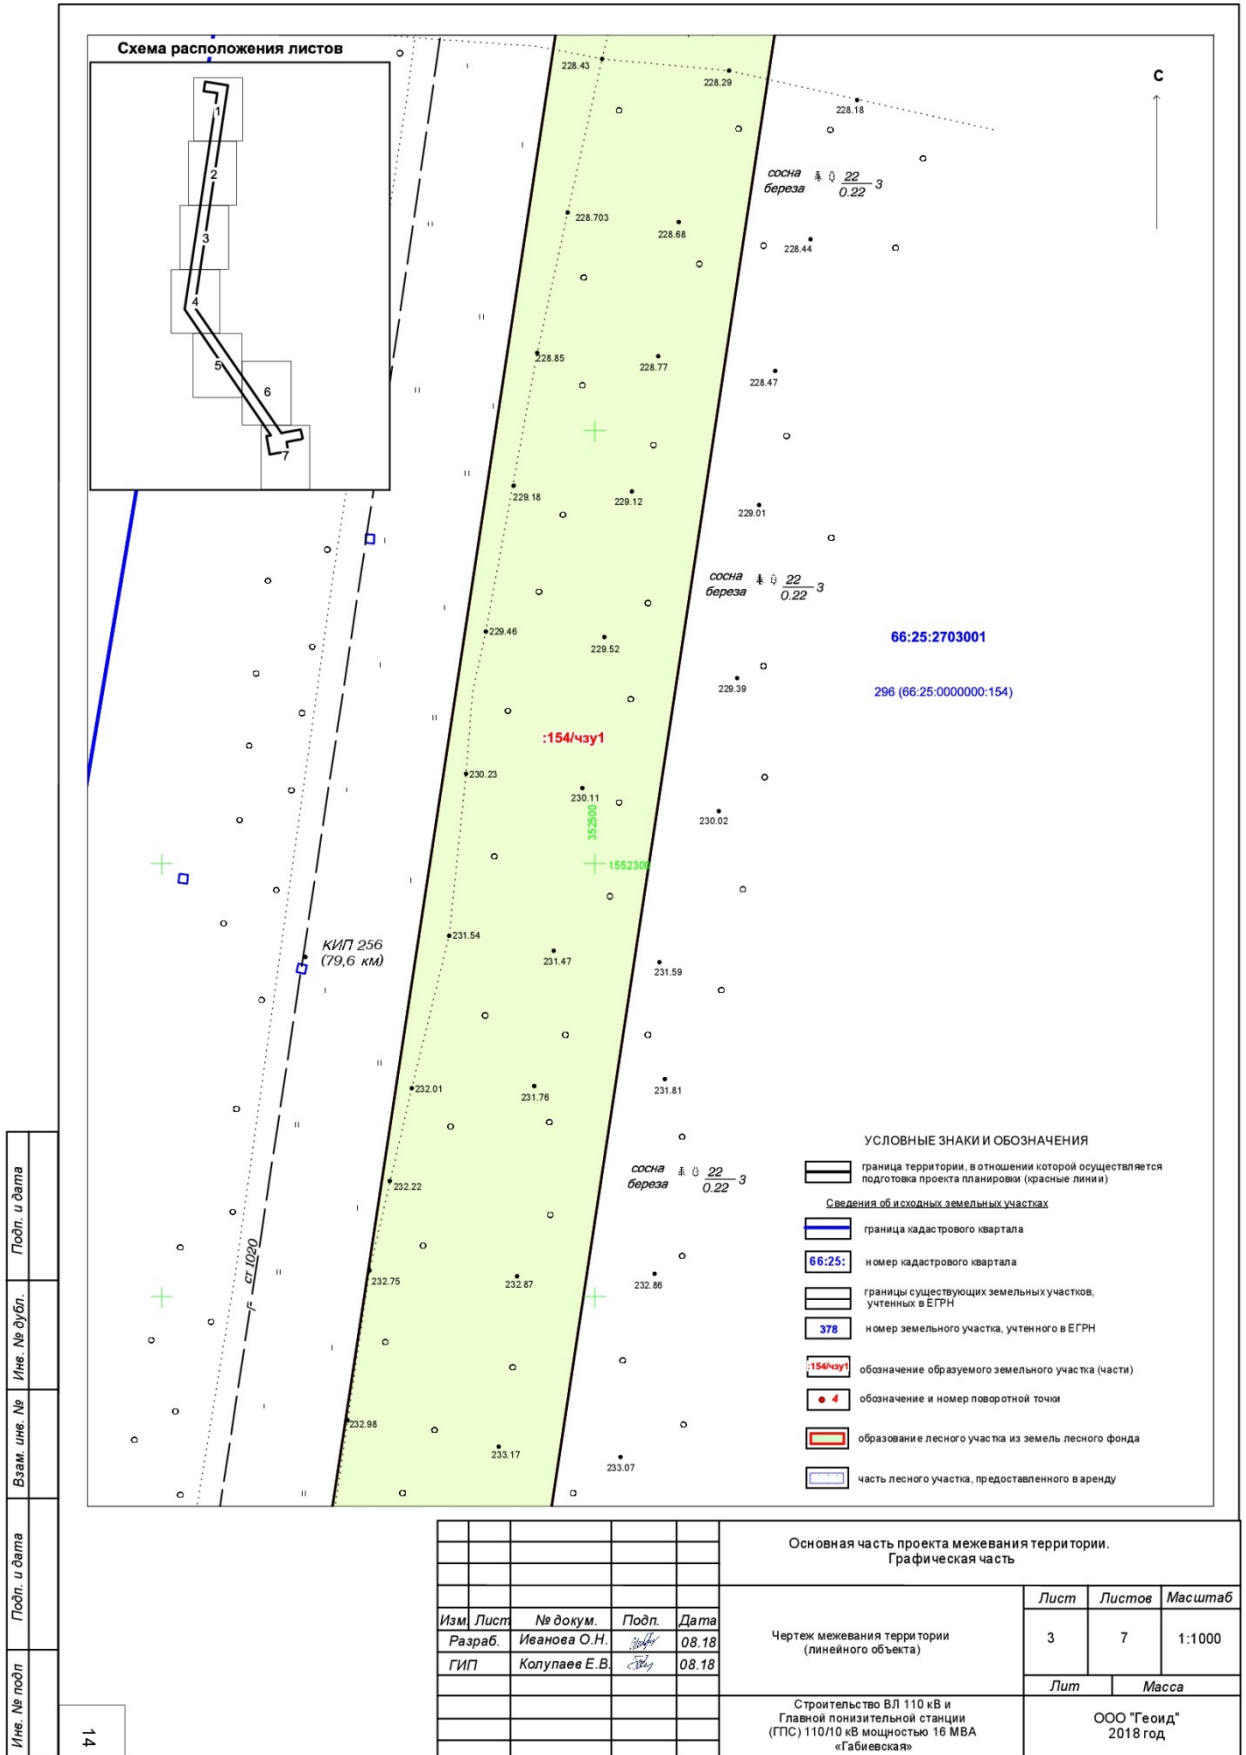 Схема расположения листов
1
2
3
4
5
6
7
С
228.43
228.29
228.18
сосна
береза
22
0.22
3
228.703
228.68
228.44
228.85
228.77
228.47
229.18
229.12
229.01
сосна
береза
22
0.22
3
229.46
229.52
66:25:2703001
229.39
296 (66:25:0000000:154)
:154/чзу1
230.23
230.11
230.02
352500
1552300
231.54
231.47
231.59
КИП 256
(79,6 км)
232.01
231.76
231.81
сосна
береза
22
0.22
3
232.22
ст 1020
232.75
232.87
232.86
232.98
233.17
233.07
УСЛОВНЫЕ ЗНАКИ И ОБОЗНАЧЕНИЯ
граница территории, в отношении которой осуществляется
подготовка проекта планировки (красные линии)
Сведения об исходных земельных участках
граница кадастрового квартала
66:25: номер кадастрового квартала
границы существующих земельных участков,
учтенных в ЕГРН
378 номер земельного участка, учтенного в ЕГРН
:154/чзу1 обозначение образуемого земельного участка (части)
4 обозначение и номер поворотной точки
образование лесного участка из земель лесного фонда
часть лесного участка, предоставленного в аренду
Подп. и дата
Инв. № дубл.
Взам. инв. №
Подп. и дата
Инв. № подл
14
Основная часть проекта межевания территории.
Графическая часть
Изм. Лист № докум. Подп. Дата
Разраб. Иванова О.Н. 08.18
ГИП Колупаев Е.В. 08.18
Чертеж межевания территории
(линейного объекта)
Лист Листов Масштаб
3 7 1:1000
Лит Масса
Строительство ВЛ 110 кВ и
Главной понизительной станции
(ГПС) 110/10 кВ мощностью 16 МВА
«Габиевская»
ООО "Геоид"
2018 год